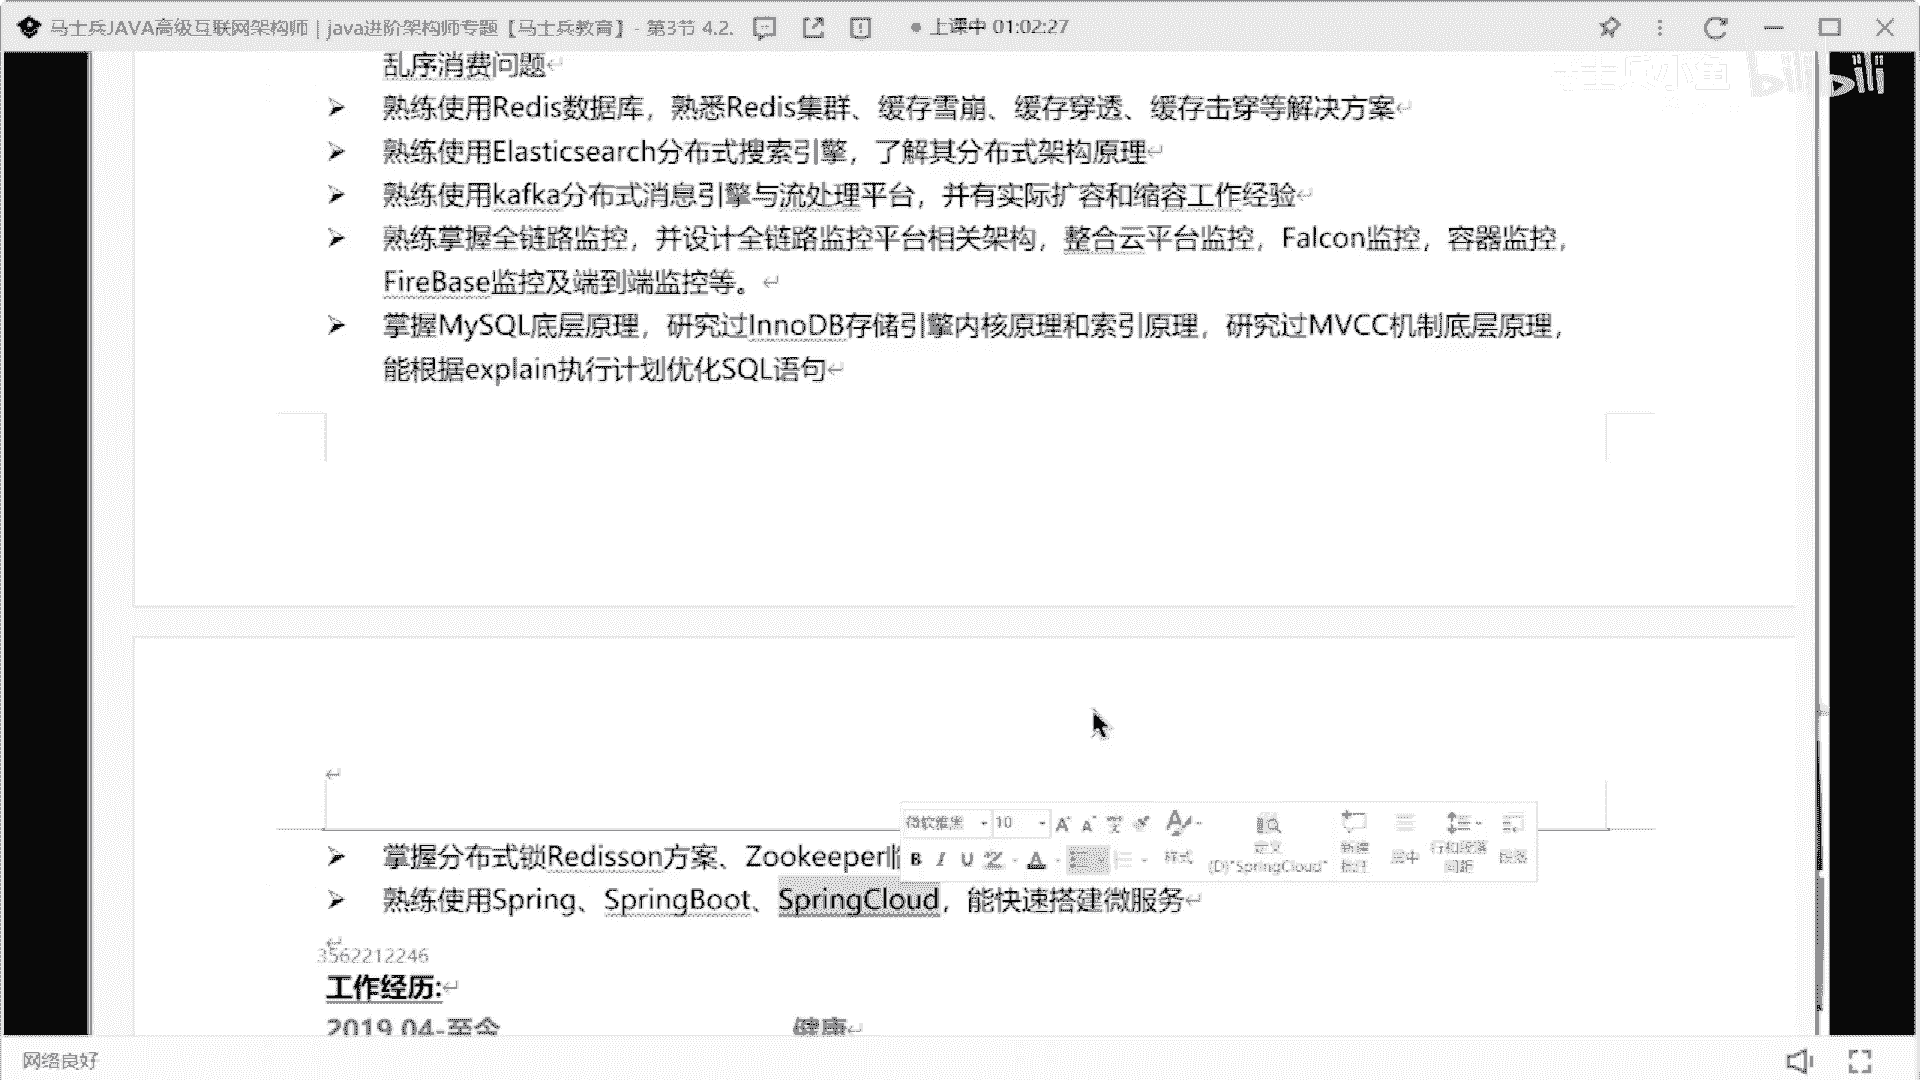 马士兵JAVA高级互联网架构师｜java进阶架构师专题【马士兵教育】- 第3节 4.2. 上课中 01:02:27
bilibili
乱序消费问题
熟练使用Redis数据库，熟悉Redis集群、缓存雪崩、缓存穿透、缓存击穿等解决方案
熟练使用Elasticsearch分布式搜索引擎，了解其分布式架构原理
熟练使用kafka分布式消息引擎与流处理平台，并有实际扩容和缩容工作经验
熟练掌握全链路监控，并设计全链路监控平台相关架构，整合云平台监控，Falcon监控，容器监控，
FireBase监控及端到端监控等。
掌握MySQL底层原理，研究过InnoDB存储引擎内核原理和索引原理，研究过MVCC机制底层原理，
能根据explain执行计划优化SQL语句
微软雅黑 10
B I U 样式 定义 (D)"SpringCloud" 新建 批注 居中 行和段落 间距 段落
掌握分布式锁Redisson方案、Zookeeper
熟练使用Spring、SpringBoot、SpringCloud，能快速搭建微服务
3562212246
工作经历:
2019.04-至今 健康
网络良好